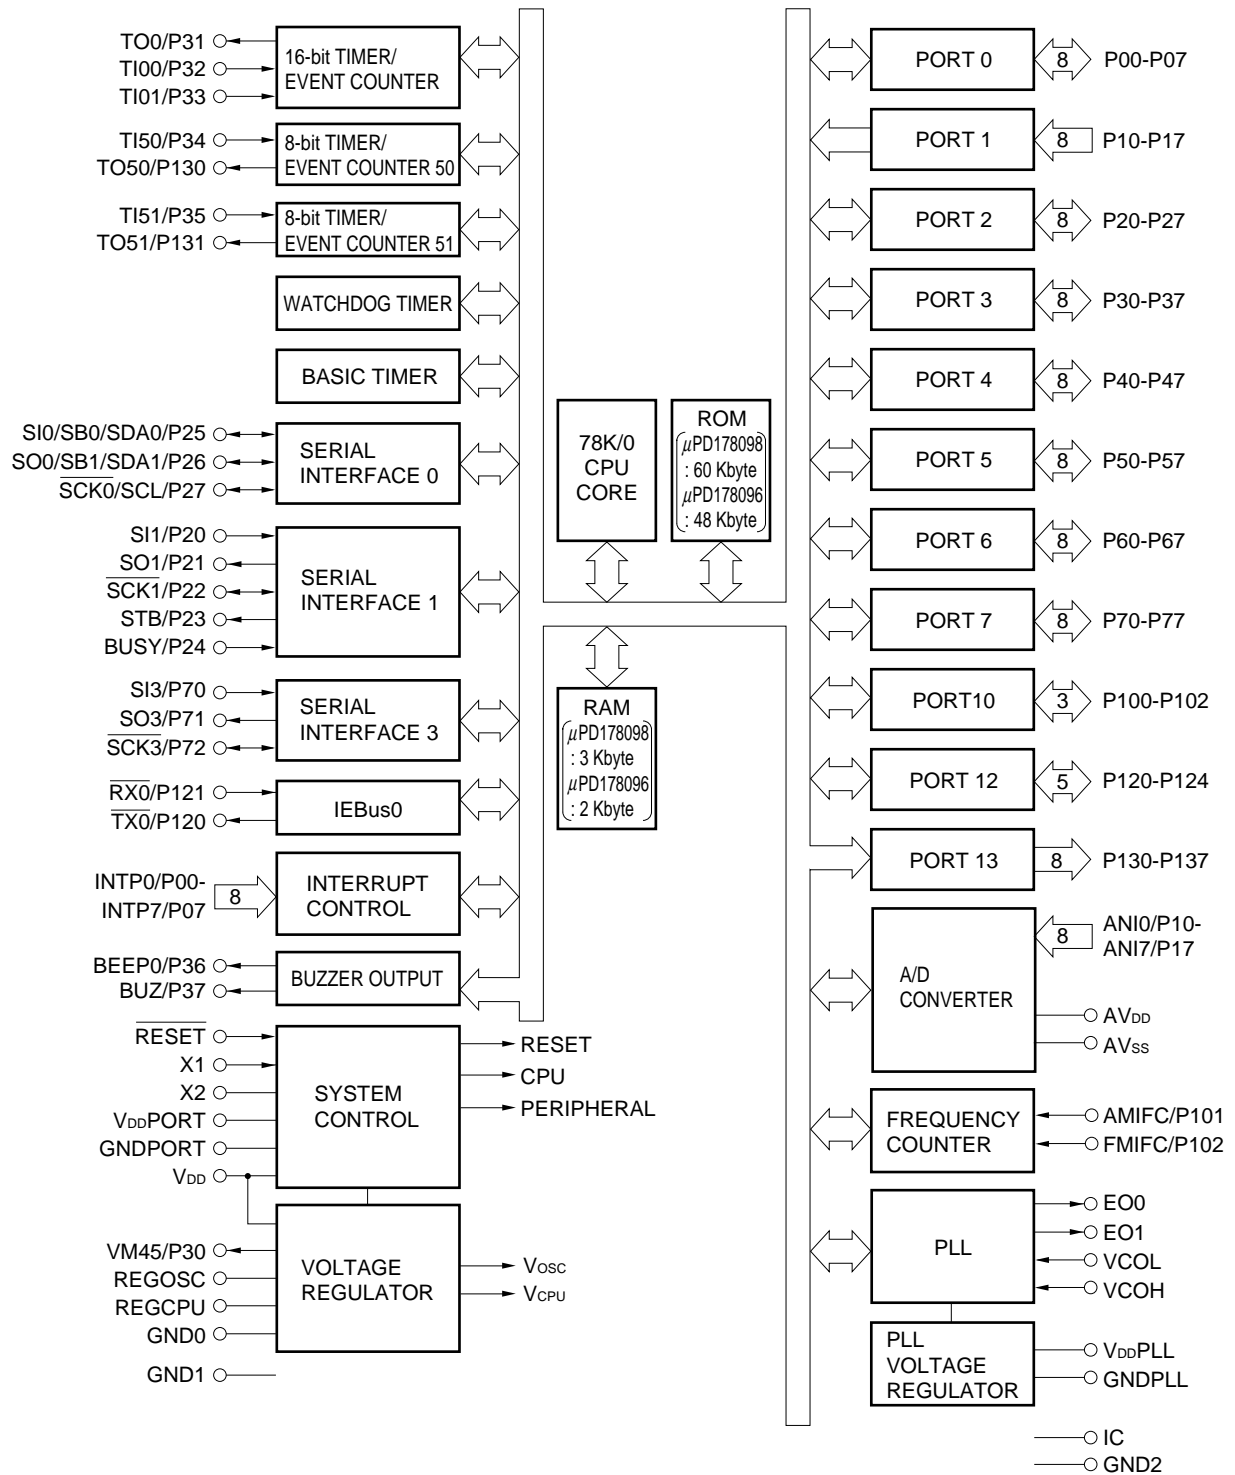 TO0/P31
TI00/P32
TI01/P33
16-bit TIMER/
EVENT COUNTER
TI50/P34
TO50/P130
8-bit TIMER/
EVENT COUNTER 50
TI51/P35
TO51/P131
8-bit TIMER/
EVENT COUNTER 51
WATCHDOG TIMER
BASIC TIMER
SI0/SB0/SDA0/P25
SO0/SB1/SDA1/P26
SCK0/SCL/P27
SERIAL
INTERFACE 0
SI1/P20
SO1/P21
SCK1/P22
STB/P23
BUSY/P24
SERIAL
INTERFACE 1
SI3/P70
SO3/P71
SCK3/P72
SERIAL
INTERFACE 3
RX0/P121
TX0/P120
IEBus0
INTP0/P00-
INTP7/P07
8
INTERRUPT
CONTROL
BEEP0/P36
BUZ/P37
BUZZER OUTPUT
RESET
X1
X2
VDDPORT
GNDPORT
VDD
SYSTEM
CONTROL
RESET
CPU
PERIPHERAL
VM45/P30
REGOSC
REGCPU
GND0
GND1
VOLTAGE
REGULATOR
VOSC
VCPU
78K/0
CPU
CORE
ROM
μPD178098
: 60 Kbyte
μPD178096
: 48 Kbyte
RAM
μPD178098
: 3 Kbyte
μPD178096
: 2 Kbyte
PORT 0
8
P00-P07
PORT 1
8
P10-P17
PORT 2
8
P20-P27
PORT 3
8
P30-P37
PORT 4
8
P40-P47
PORT 5
8
P50-P57
PORT 6
8
P60-P67
PORT 7
8
P70-P77
PORT10
3
P100-P102
PORT 12
5
P120-P124
PORT 13
8
P130-P137
A/D
CONVERTER
8
ANI0/P10-
ANI7/P17
AVDD
AVSS
FREQUENCY
COUNTER
AMIFC/P101
FMIFC/P102
PLL
EO0
EO1
VCOL
VCOH
PLL
VOLTAGE
REGULATOR
VDDPLL
GNDPLL
IC
GND2